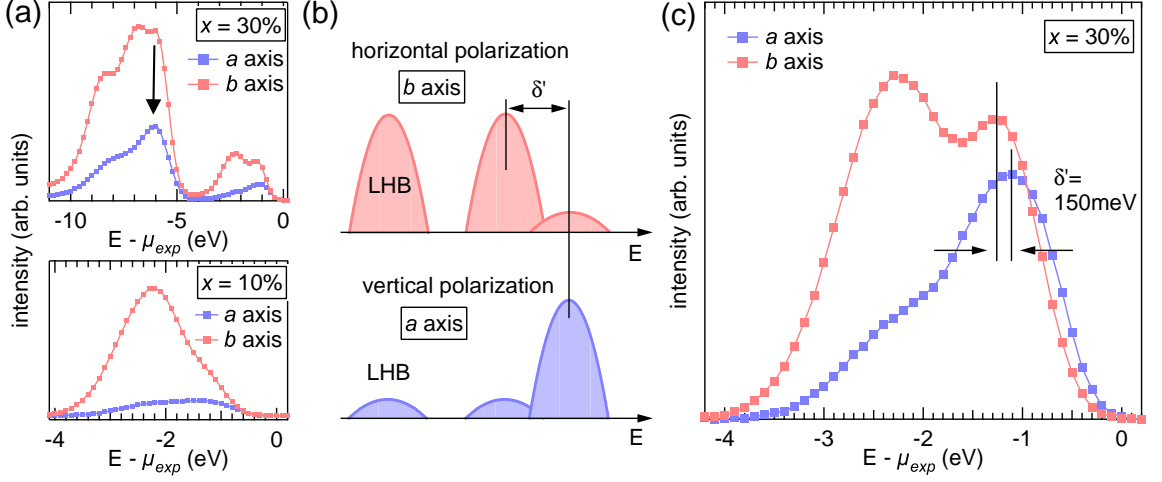 (a)
x = 30%
a axis
b axis
-10
-5
0
E - μexp (eV)
intensity (arb. units)
x = 10%
a axis
b axis
-4
-2
0
E - μexp (eV)
(b)
horizontal polarization
b axis
δ'
LHB
E
vertical polarization
a axis
LHB
E
(c)
a axis
b axis
x = 30%
δ'=
150meV
intensity (arb. units)
-4
-3
-2
-1
0
E - μexp (eV)